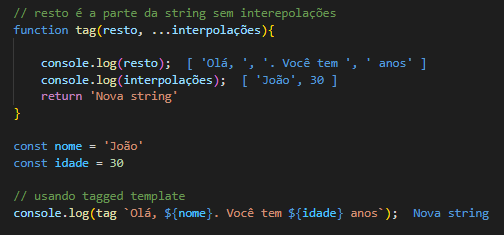 // resto é a parte da string sem interepolações
function tag(resto, ...interpolações){
console.log(resto);  [ 'Olá, ', '. Você tem ', ' anos' ]
console.log(interpolações);  [ 'João', 30 ]
return 'Nova string'
}
const nome = 'João'
const idade = 30
// usando tagged template
console.log(tag `Olá, ${nome}. Você tem ${idade} anos`);  Nova string